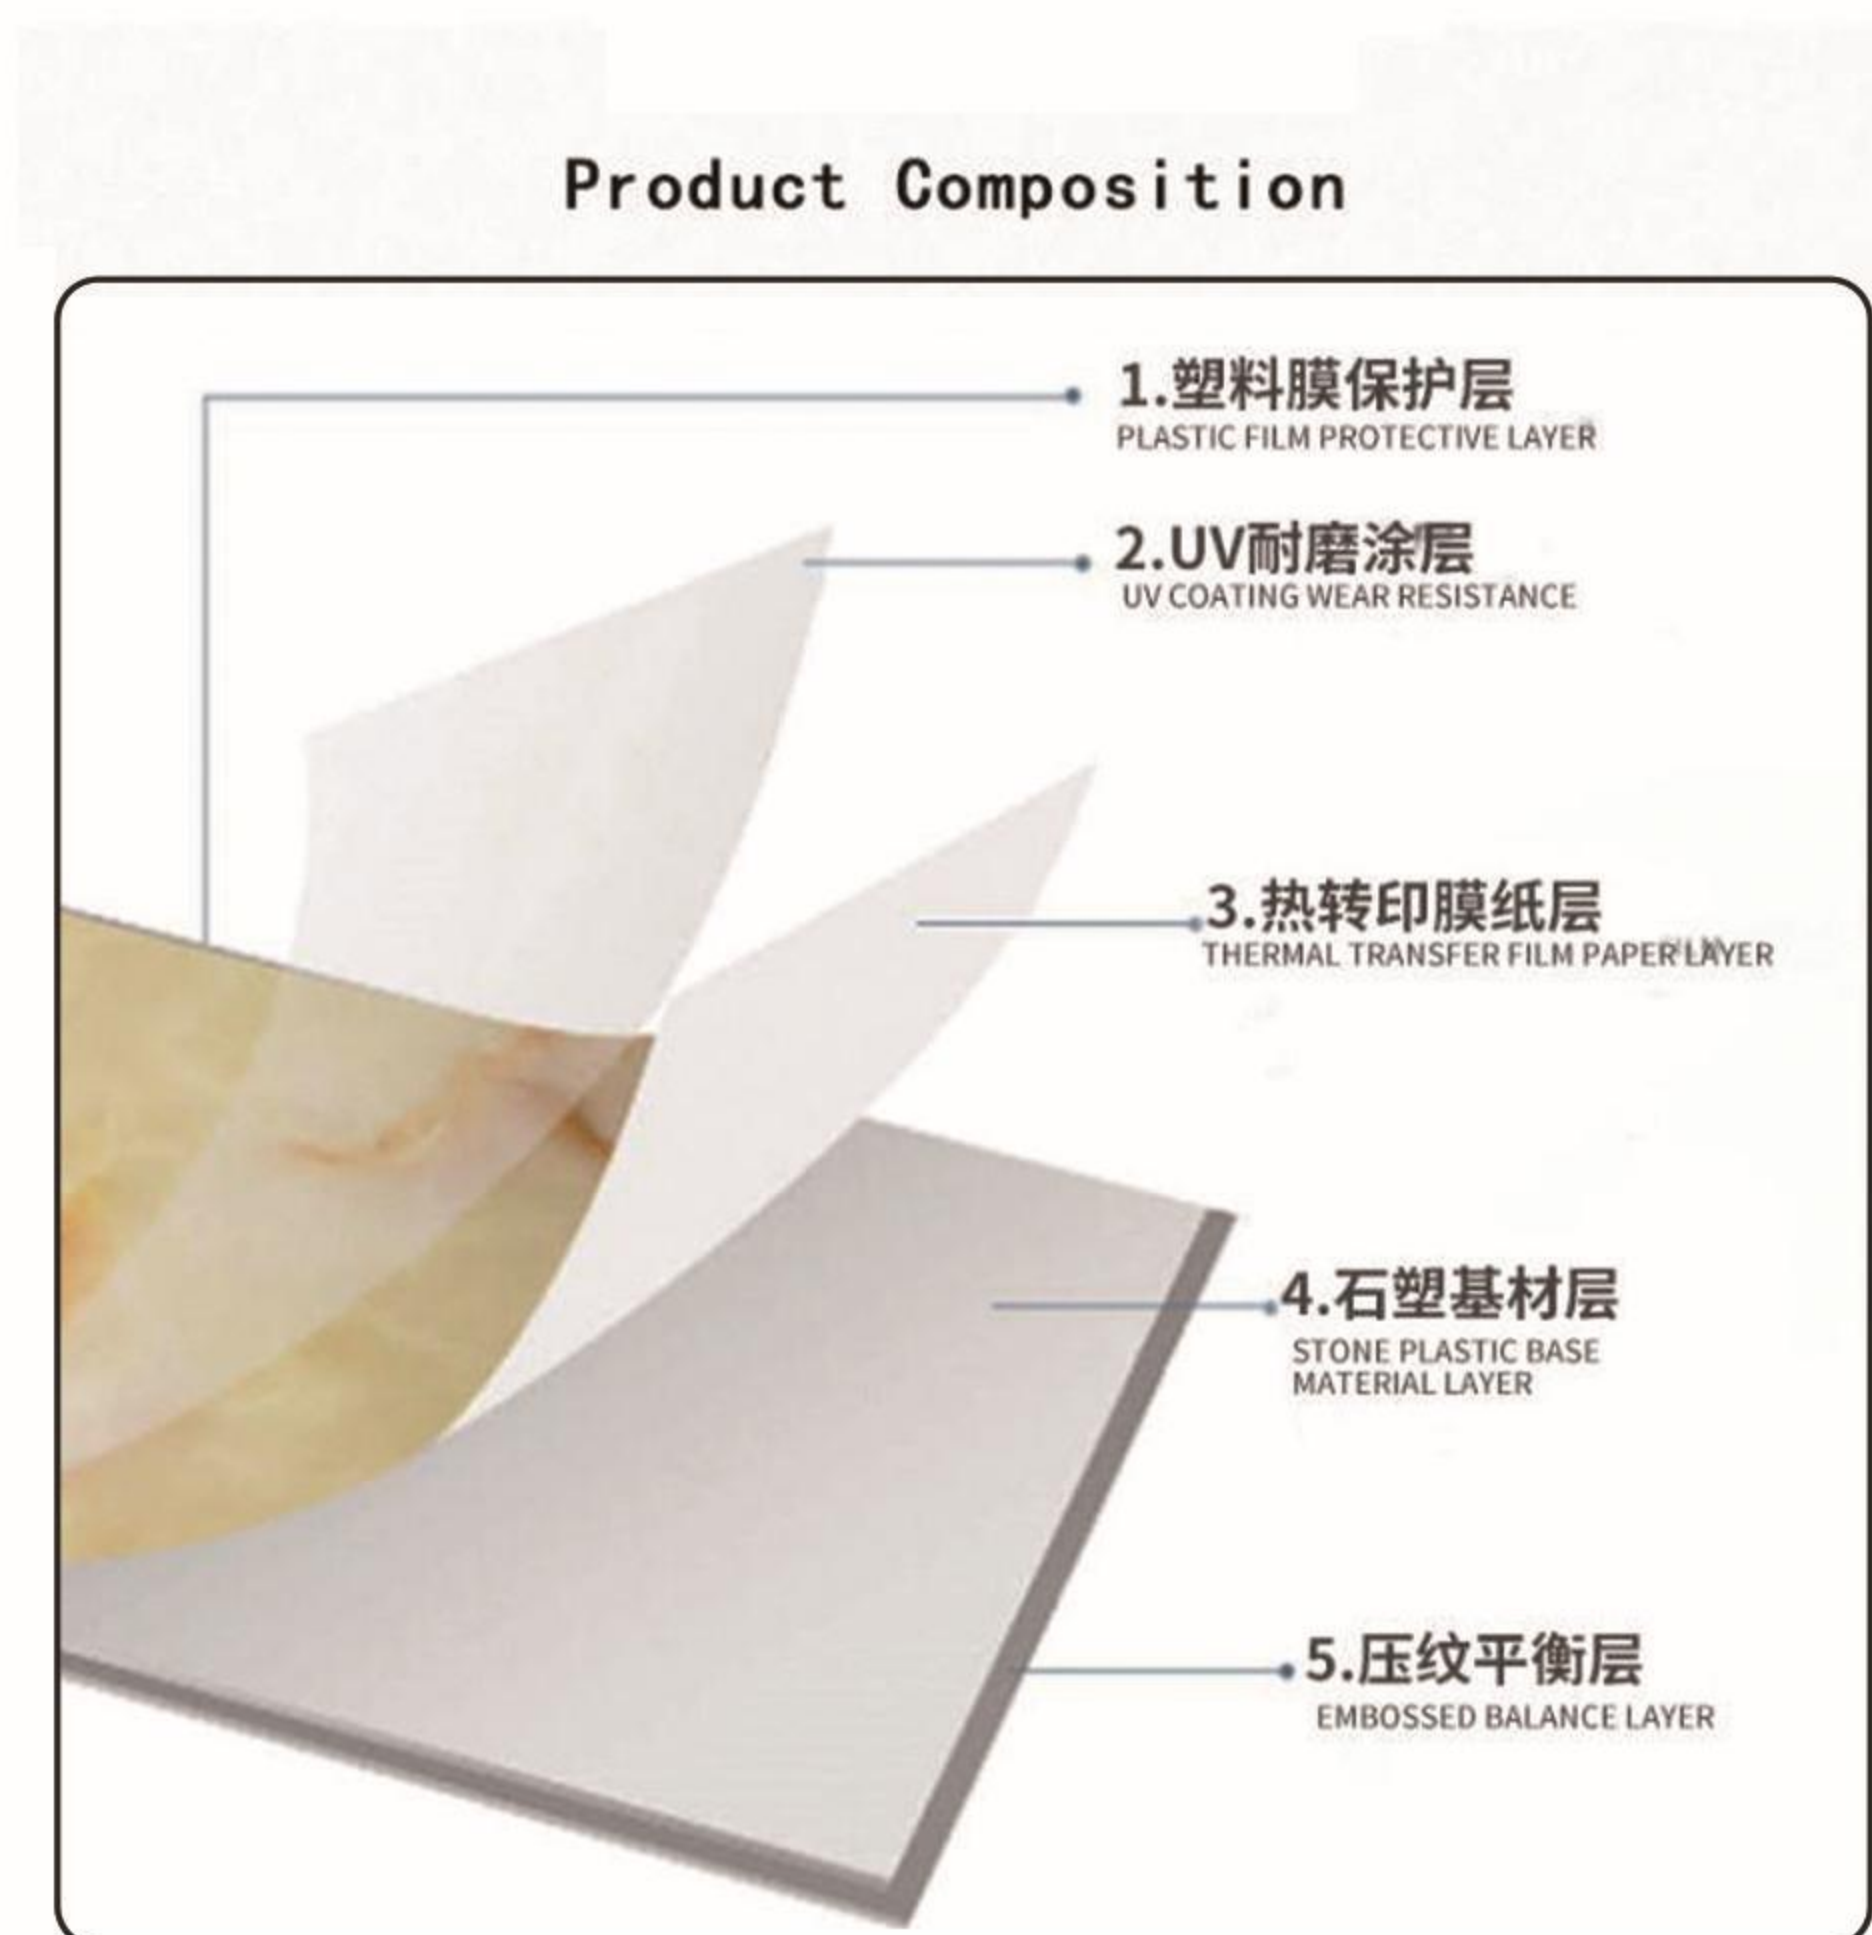 Product Composition
1.塑料膜保护层
PLASTIC FILM PROTECTIVE LAYER
2.UV耐磨涂层
UV COATING WEAR RESISTANCE
3.热转印膜纸层
THERMAL TRANSFER FILM PAPER LAYER
4.石塑基材层
STONE PLASTIC BASE
MATERIAL LAYER
5.压纹平衡层
EMBOSSED BALANCE LAYER